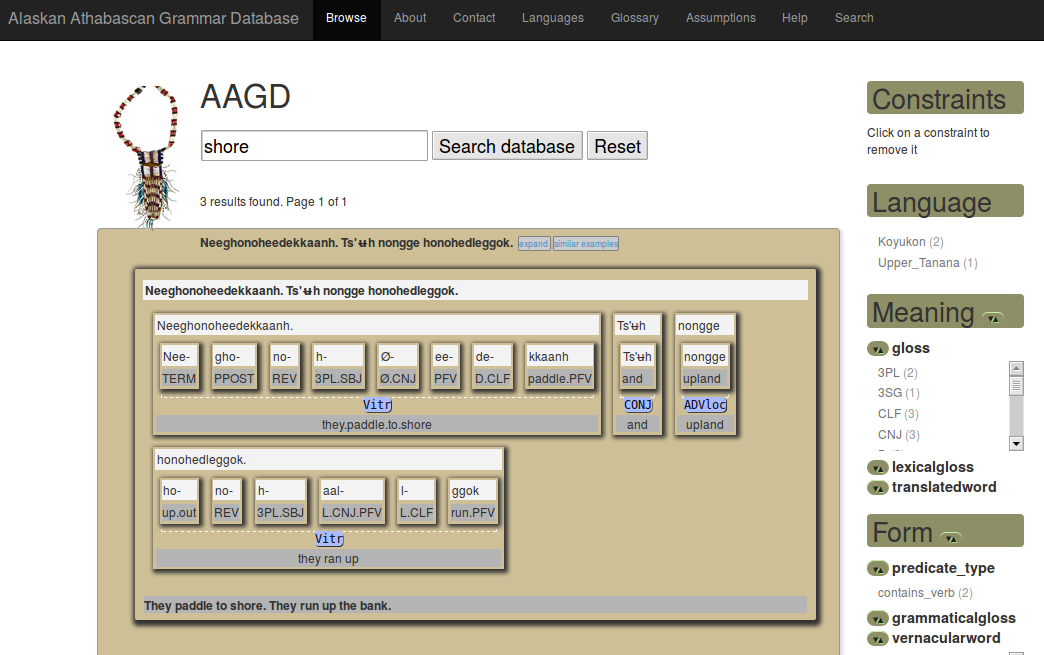 Alaskan Athabascan Grammar Database Browse About Contact Languages Glossary Assumptions Help Search
AAGD
shore Search database Reset
3 results found. Page 1 of 1
Neeghonoheedekkaanh. Ts'ʉh nongge honohedleggok. expand similar examples
Neeghonoheedekkaanh. Ts'ʉh nongge honohedleggok.
Neeghonoheedekkaanh. Ts'ʉh nongge
Nee- gho- no- h- Ø- ee- de- kkaanh Ts'ʉh nongge
TERM PPOST REV 3PL.SBJ Ø.CNJ PFV D.CLF paddle.PFV and upland
Vitr CONJ ADVloc
they.paddle.to.shore and upland
honohedleggok.
ho- no- h- aal- l- ggok
up.out REV 3PL.SBJ L.CNJ.PFV L.CLF run.PFV
Vitr
they ran up
They paddle to shore. They run up the bank.
Constraints
Click on a constraint to
remove it
Language
Koyukon (2)
Upper_Tanana (1)
Meaning
gloss
3PL (2)
3SG (1)
CLF (3)
CNJ (3)
lexicalgloss
translatedword
Form
predicate_type
contains_verb (2)
grammaticalgloss
vernacularword